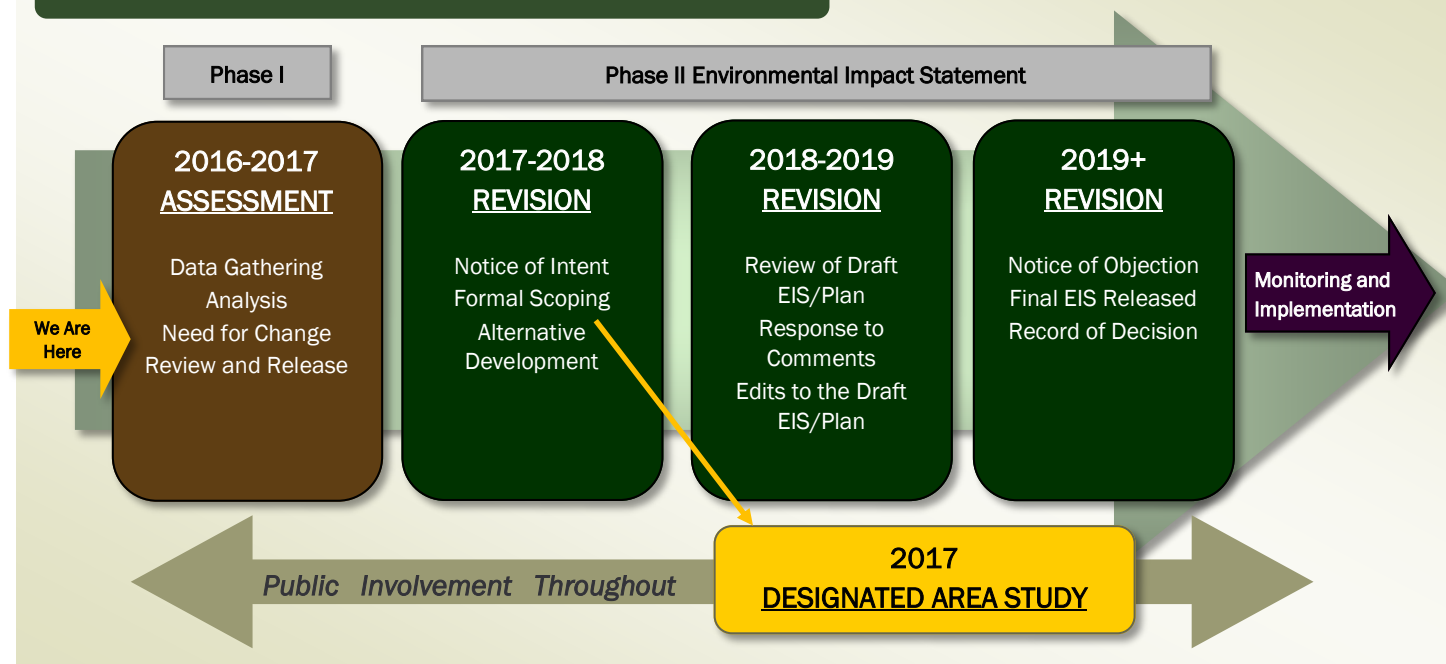 Phase I
Phase II Environmental Impact Statement
2016-2017
ASSESSMENT
Data Gathering
Analysis
Need for Change
Review and Release
We Are
Here
2017-2018
REVISION
Notice of Intent
Formal Scoping
Alternative
Development
2018-2019
REVISION
Review of Draft
EIS/Plan
Response to
Comments
Edits to the Draft
EIS/Plan
2019+
REVISION
Notice of Objection
Final EIS Released
Record of Decision
Monitoring and
Implementation
Public Involvement Throughout
2017
DESIGNATED AREA STUDY